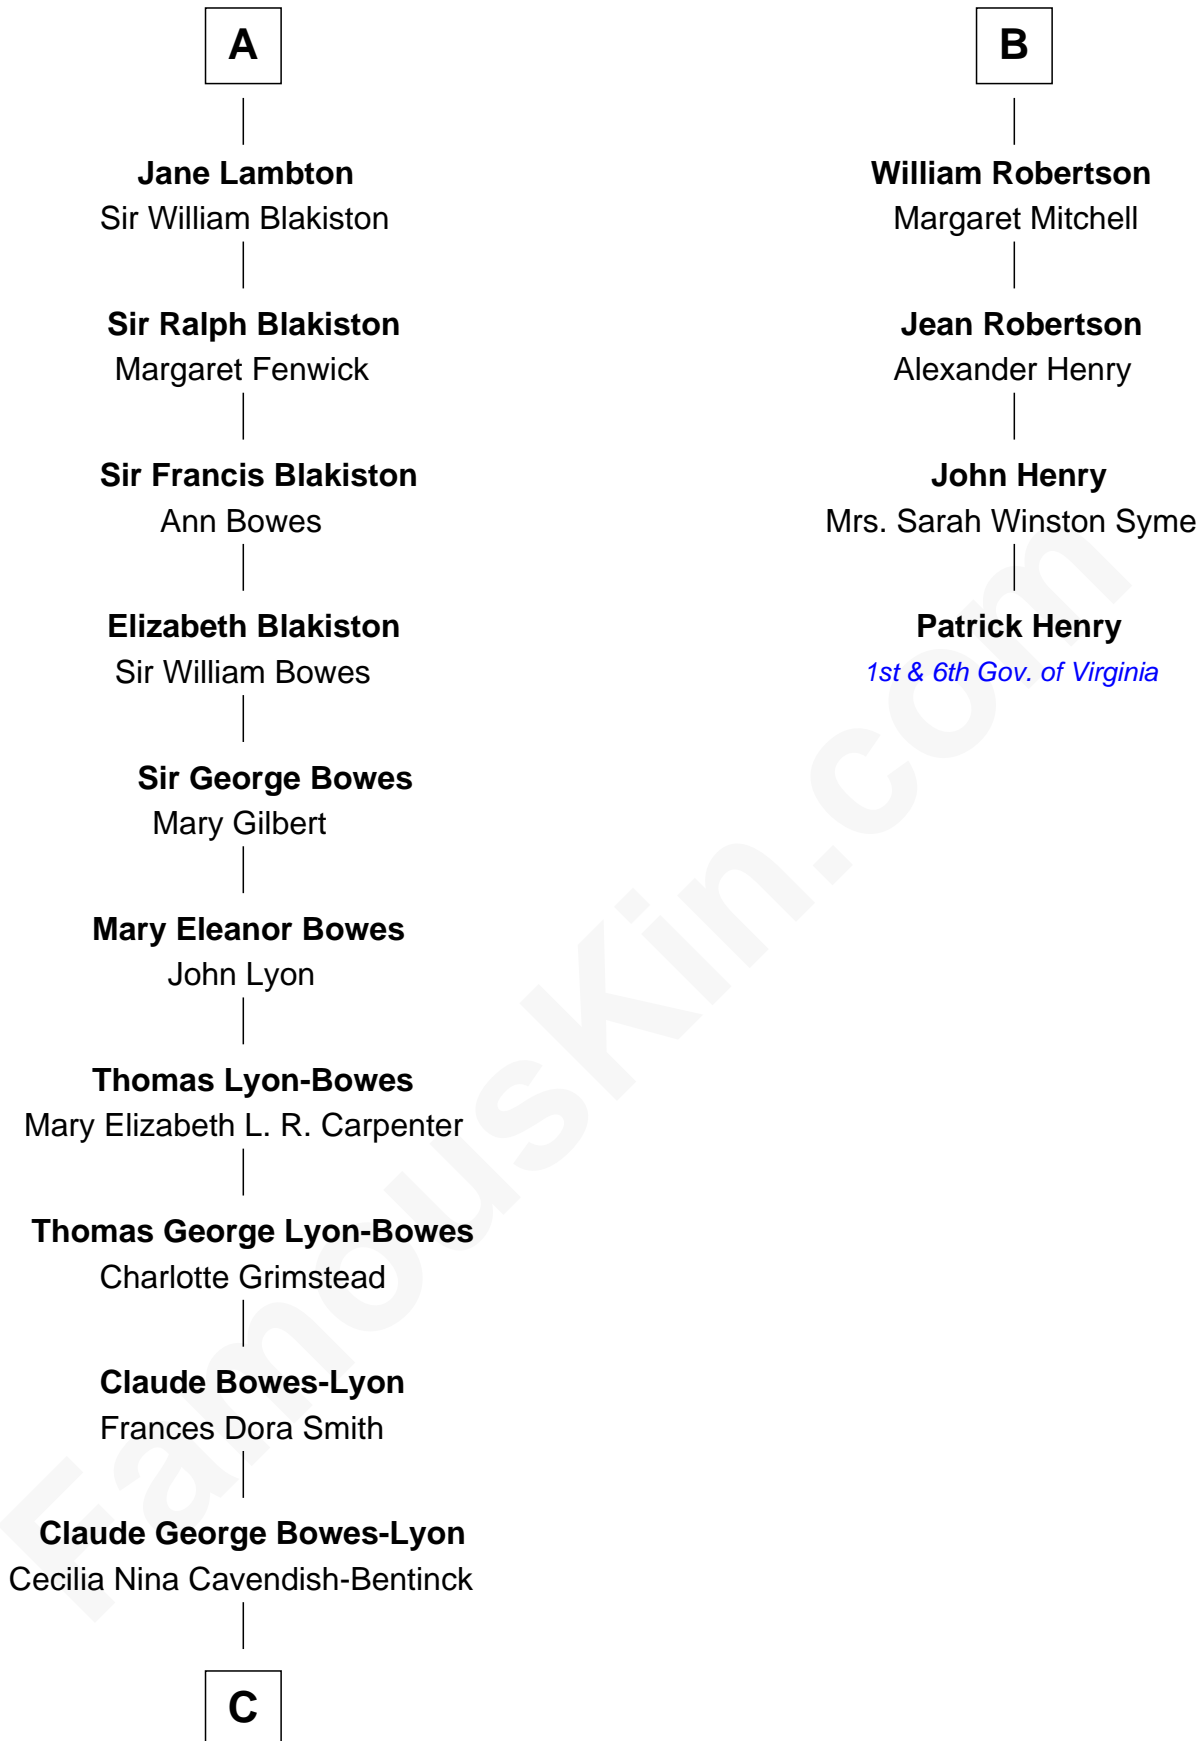 A
Jane Lambton
Sir William Blakiston
Sir Ralph Blakiston
Margaret Fenwick
Sir Francis Blakiston
Ann Bowes
Elizabeth Blakiston
Sir William Bowes
Sir George Bowes
Mary Gilbert
Mary Eleanor Bowes
John Lyon
Thomas Lyon-Bowes
Mary Elizabeth L. R. Carpenter
Thomas George Lyon-Bowes
Charlotte Grimstead
Claude Bowes-Lyon
Frances Dora Smith
Claude George Bowes-Lyon
Cecilia Nina Cavendish-Bentinck
C
B
William Robertson
Margaret Mitchell
Jean Robertson
Alexander Henry
John Henry
Mrs. Sarah Winston Syme
Patrick Henry
1st & 6th Gov. of Virginia
FamousKin.com